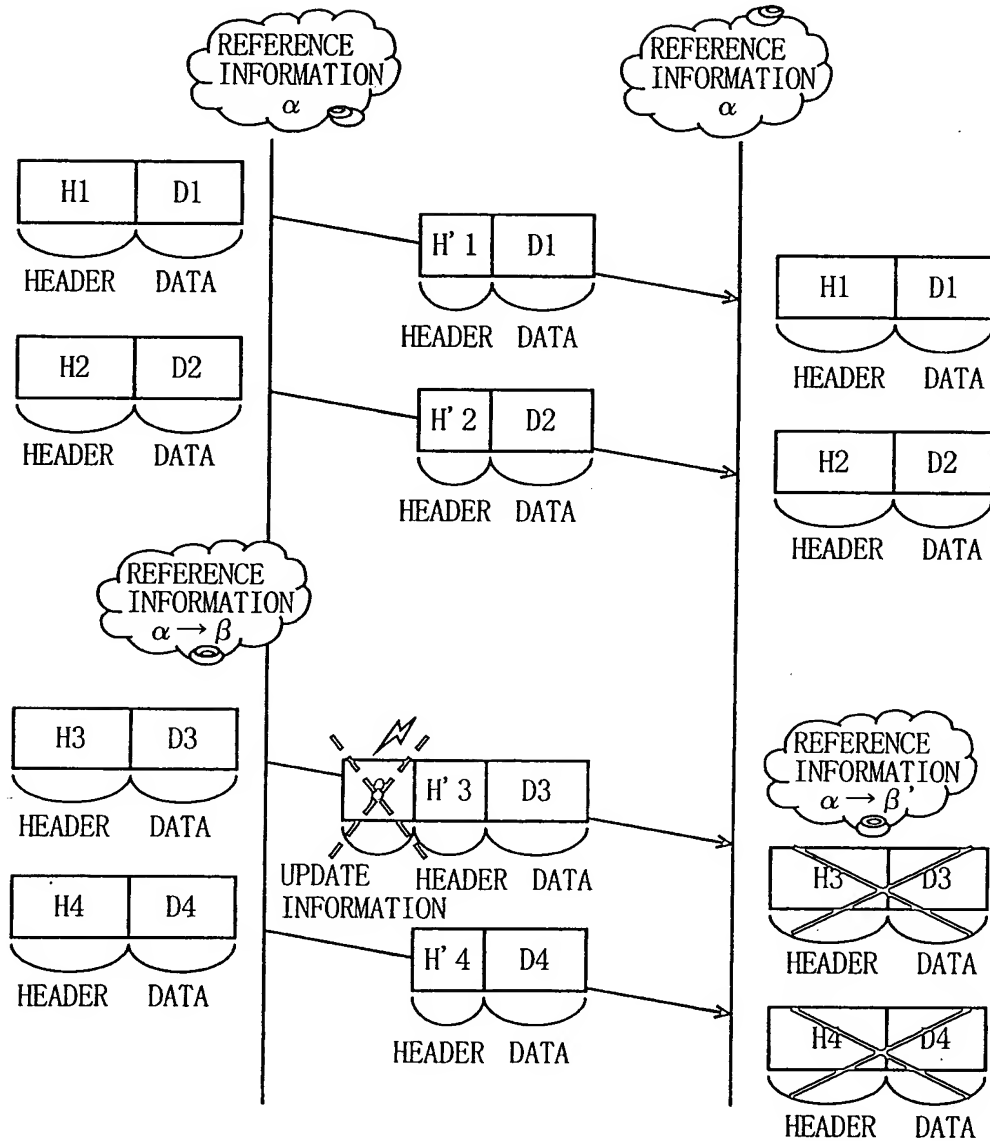 REFERENCE
INFORMATION
α
REFERENCE
INFORMATION
α
H1 D1
HEADER DATA
H'1 D1
HEADER DATA
H1 D1
HEADER DATA
H2 D2
HEADER DATA
H'2 D2
HEADER DATA
H2 D2
HEADER DATA
REFERENCE
INFORMATION
α → β
H3 D3
HEADER DATA
H'3 D3
UPDATE
INFORMATION
HEADER DATA
REFERENCE
INFORMATION
α → β'
H3 D3
HEADER DATA
H4 D4
HEADER DATA
H'4 D4
HEADER DATA
H4 D4
HEADER DATA